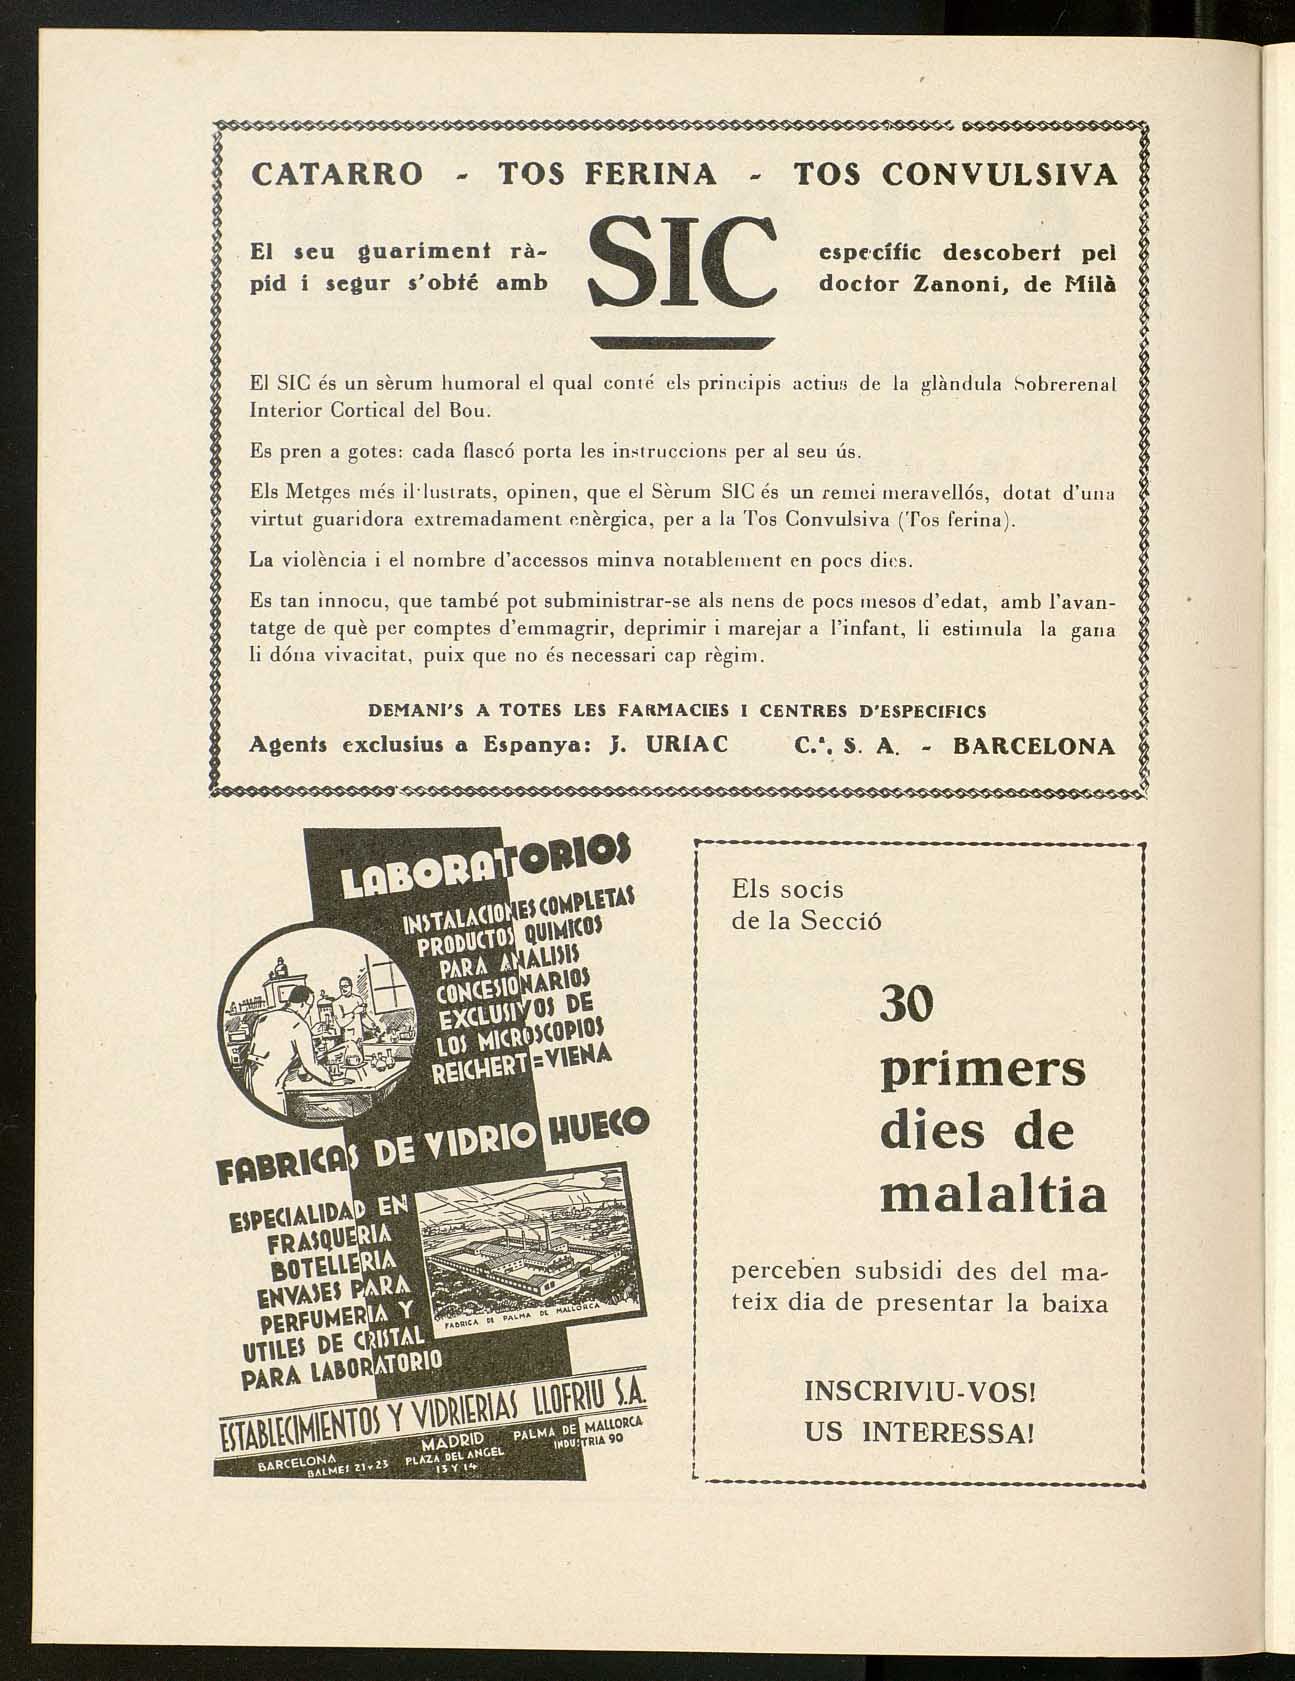 CATARRO - TOS FERINA - TOS CONVULSIVA
El seu guariment rà-
pid i segur s'obté amb
SIC
específic descobert pel
doctor Zanoni, de Milà
El SIC és un sèrum humoral el qual conté els principis actius de la glàndula Sobrerenal
Interior Cortical del Bou.
Es pren a gotes: cada flascó porta les instruccions per al seu ús.
Els Metges més il·lustrats, opinen, que el Sèrum SIC és un remei meravellós, dotat d'una
virtut guaridora extremadament enèrgica, per a la Tos Convulsiva (Tos ferina).
La violència i el nombre d'accessos minva notablement en pocs dies.
Es tan innocu, que també pot subministrar-se als nens de pocs mesos d'edat, amb l'avan-
tatge de què per comptes d'emmagrir, deprimir i marejar a l'infant, li estimula la gana
li dóna vivacitat, puix que no és necessari cap règim.
DEMANI'S A TOTES LES FARMACIES I CENTRES D'ESPECIFICS
Agents exclusius a Espanya: J. URIAC C.ª, S. A. - BARCELONA
LABORATORIOS
INSTALACIONES COMPLETAS
PRODUCTOS QUIMICOS
PARA ANALISIS
CONCESIONARIOS
EXCLUSIVOS DE
LOS MICROSCOPIOS
REICHERT=VIENA
FABRICAS DE VIDRIO HUECO
ESPECIALIDAD EN
FRASQUERIA
BOTELLERIA
ENVASES PARA
PERFUMERIA Y
UTILES DE CRISTAL
PARA LABORATORIO
FABRICA DE PALMA DE MALLORCA
ESTABLECIMIENTOS Y VIDRIERIAS LLOFRIU S.A.
BARCELONA
BALMES 21 Y 23
MADRID
PLAZA DEL ANGEL
13 Y 14
PALMA DE MALLORCA
INDUSTRIA 90
Els socis
de la Secció
30
primers
dies de
malaltia
perceben subsidi des del ma-
teix dia de presentar la baixa
INSCRIVIU-VOS!
US INTERESSA!